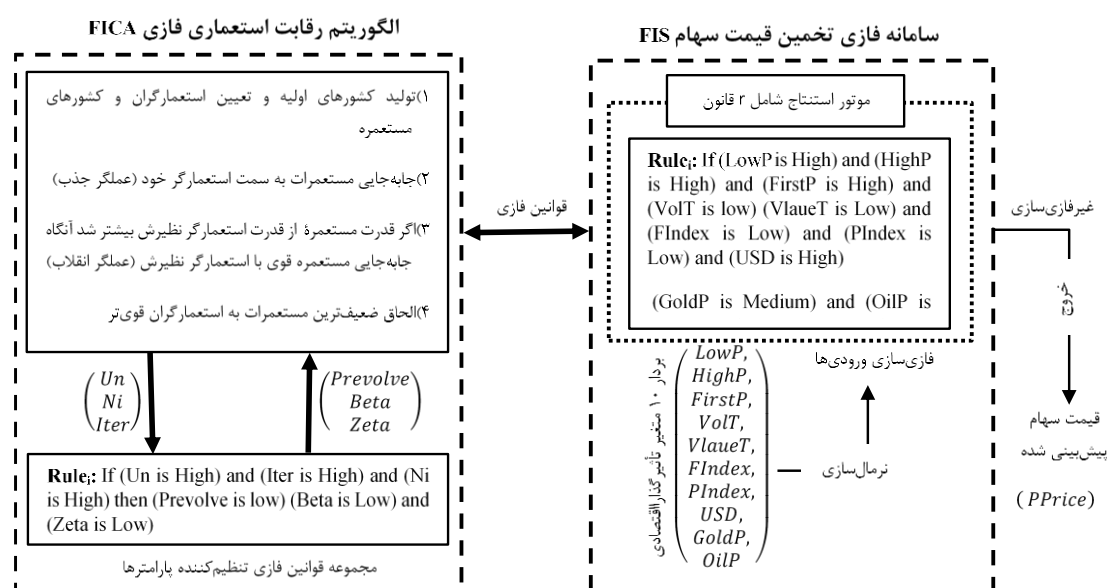 الگوریتم رقابت استعماری فازی FICA
۱)تولید کشورهای اولیه و تعیین استعمارگران و کشورهای
مستعمره
۲)جابه‌جایی مستعمرات به سمت استعمارگر خود (عملگر جذب)
۳)اگر قدرت مستعمرهٔ از قدرت استعمارگر نظیرش بیشتر شد آنگاه
جابه‌جایی مستعمره قوی با استعمارگر نظیرش (عملگر انقلاب)
۴)الحاق ضعیف‌ترین مستعمرات به استعمارگران قوی‌تر
Un
Ni
Iter
Prevolve
Beta
Zeta
Rulej: If (Un is High) and (Iter is High) and (Ni
is High) then (Prevolve is low) (Beta is Low) and
(Zeta is Low)
مجموعه قوانین فازی تنظیم‌کننده پارامترها
قوانین فازی
سامانه فازی تخمین قیمت سهام FIS
موتور استنتاج شامل r قانون
Rulei: If (LowP is High) and (HighP
is High) and (FirstP is High) and
(VolT is low) (VlaueT is Low) and
(FIndex is Low) and (PIndex is
Low) and (USD is High)
(GoldP is Medium) and (OilP is
فازی‌سازی ورودی‌ها
نرمال‌سازی
LowP,
HighP,
FirstP,
VolT,
VlaueT,
FIndex,
PIndex,
USD,
GoldP,
OilP
بردار ۱۰ متغیر تأثیرگذاراقتصادی
غیرفازی‌سازی
خروج
قیمت سهام
پیش‌بینی شده
(PPrice)